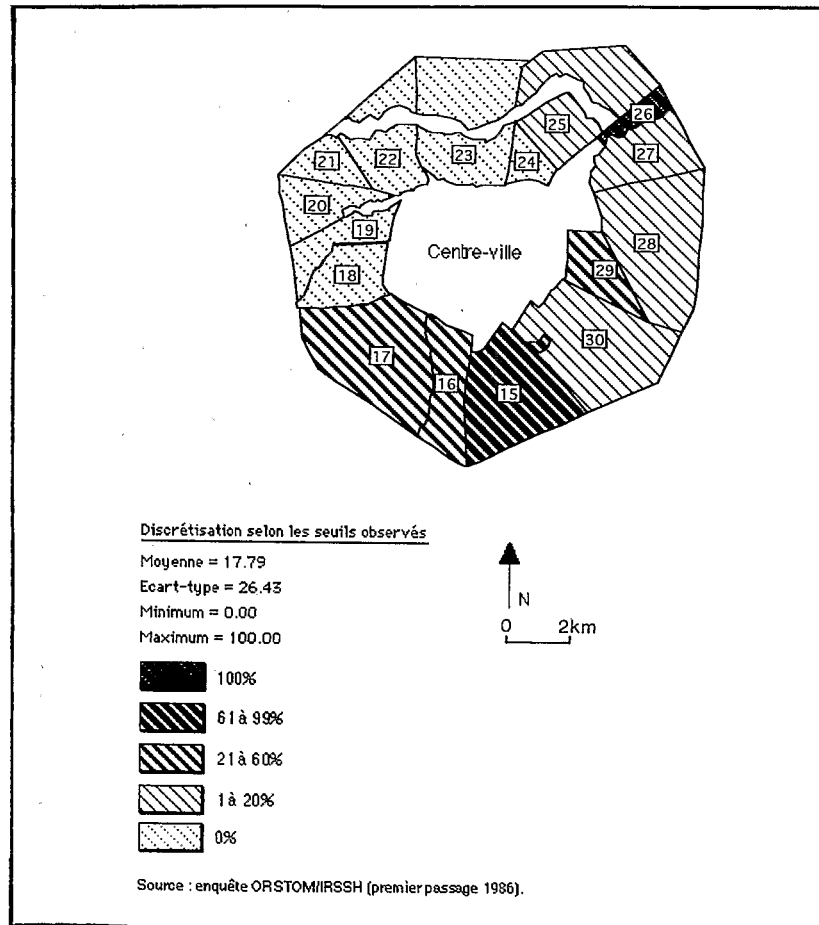 26
25
27
22
23
24
21
20
19
28
Centre-ville
29
18
30
17
16
15
Discrétisation selon les seuils observés
Moyenne = 17.79
Ecart-type = 26.43
Minimum = 0.00
Maximum = 100.00
N
0 2km
100%
61 à 99%
21 à 60%
1 à 20%
0%
Source : enquête ORSTOM/IRSSH (premier passage 1986).